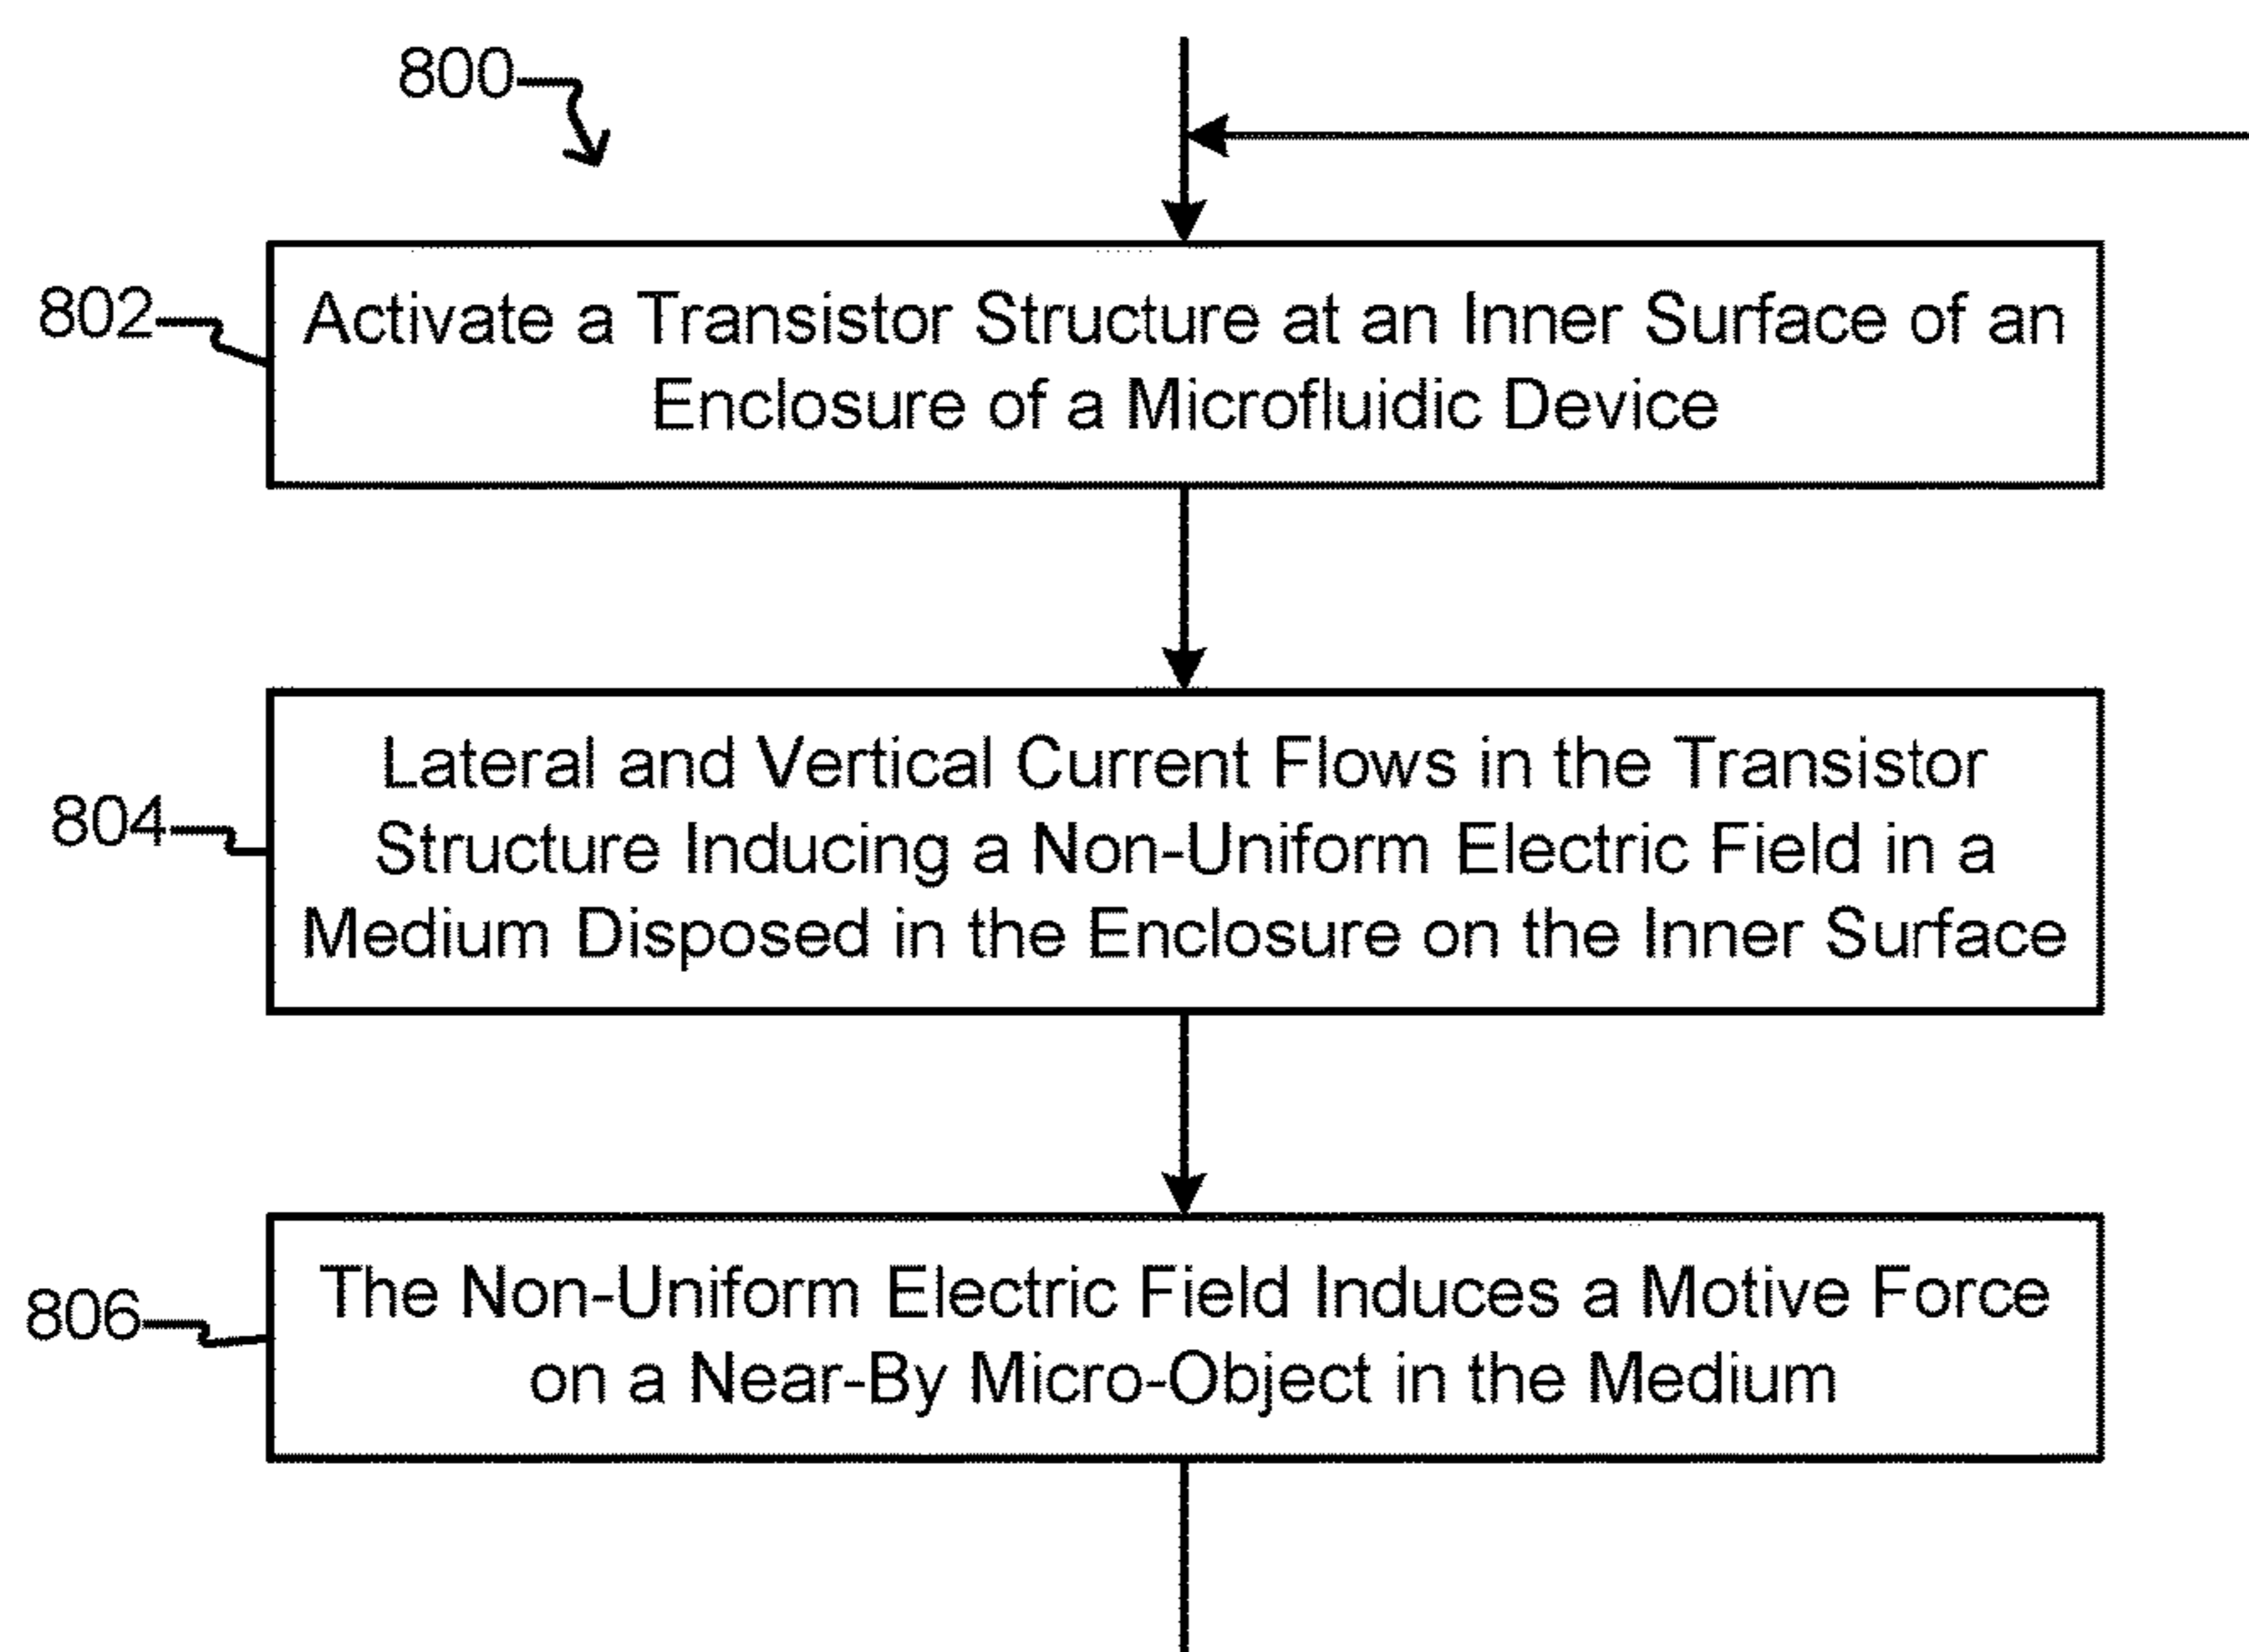 800
802
Activate a Transistor Structure at an Inner Surface of an
Enclosure of a Microfluidic Device
804
Lateral and Vertical Current Flows in the Transistor
Structure Inducing a Non-Uniform Electric Field in a
Medium Disposed in the Enclosure on the Inner Surface
806
The Non-Uniform Electric Field Induces a Motive Force
on a Near-By Micro-Object in the Medium